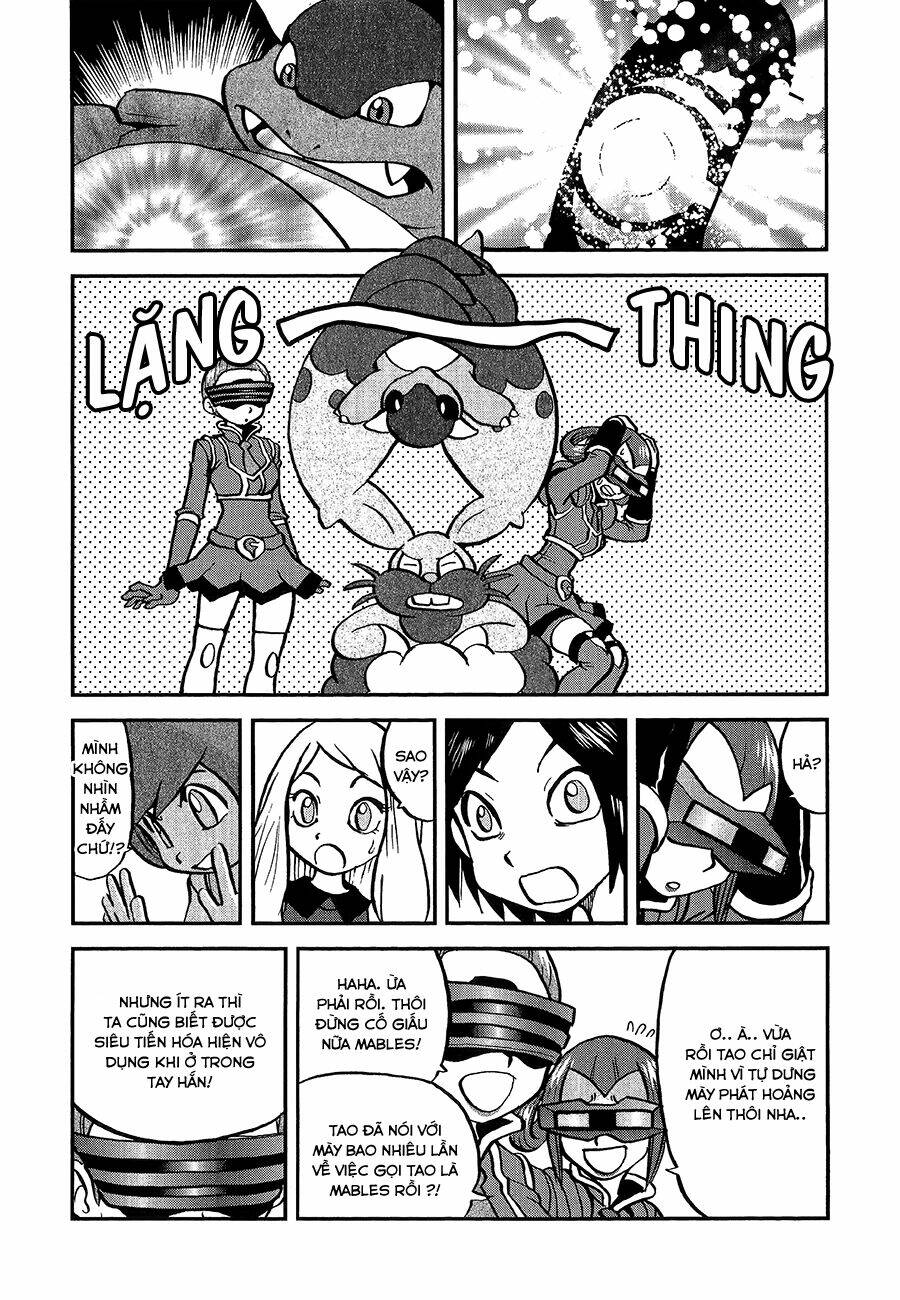 LẶNG
THING
HẢ?
SAO
VẬY?
MÌNH
KHÔNG
NHÌN
NHẦM
ĐẤY
CHỨ!?
Ơ.. À.. VỪA
RỒI TAO CHỈ GIẬT
MÌNH VÌ TỰ DƯNG
MÀY PHÁT HOẢNG
LÊN THÔI NHA..
HAHA. ỪA
PHẢI RỒI. THÔI
ĐỪNG CỐ GIẤU
NỮA MABLES!
TAO ĐÃ NÓI VỚI
MÀY BAO NHIÊU LẦN
VỀ VIỆC GỌI TAO LÀ
MABLES RỒI ?!
NHƯNG ÍT RA THÌ
TA CŨNG BIẾT ĐƯỢC
SIÊU TIẾN HÓA HIỆN VÔ
DỤNG KHI Ở TRONG
TAY HẮN!